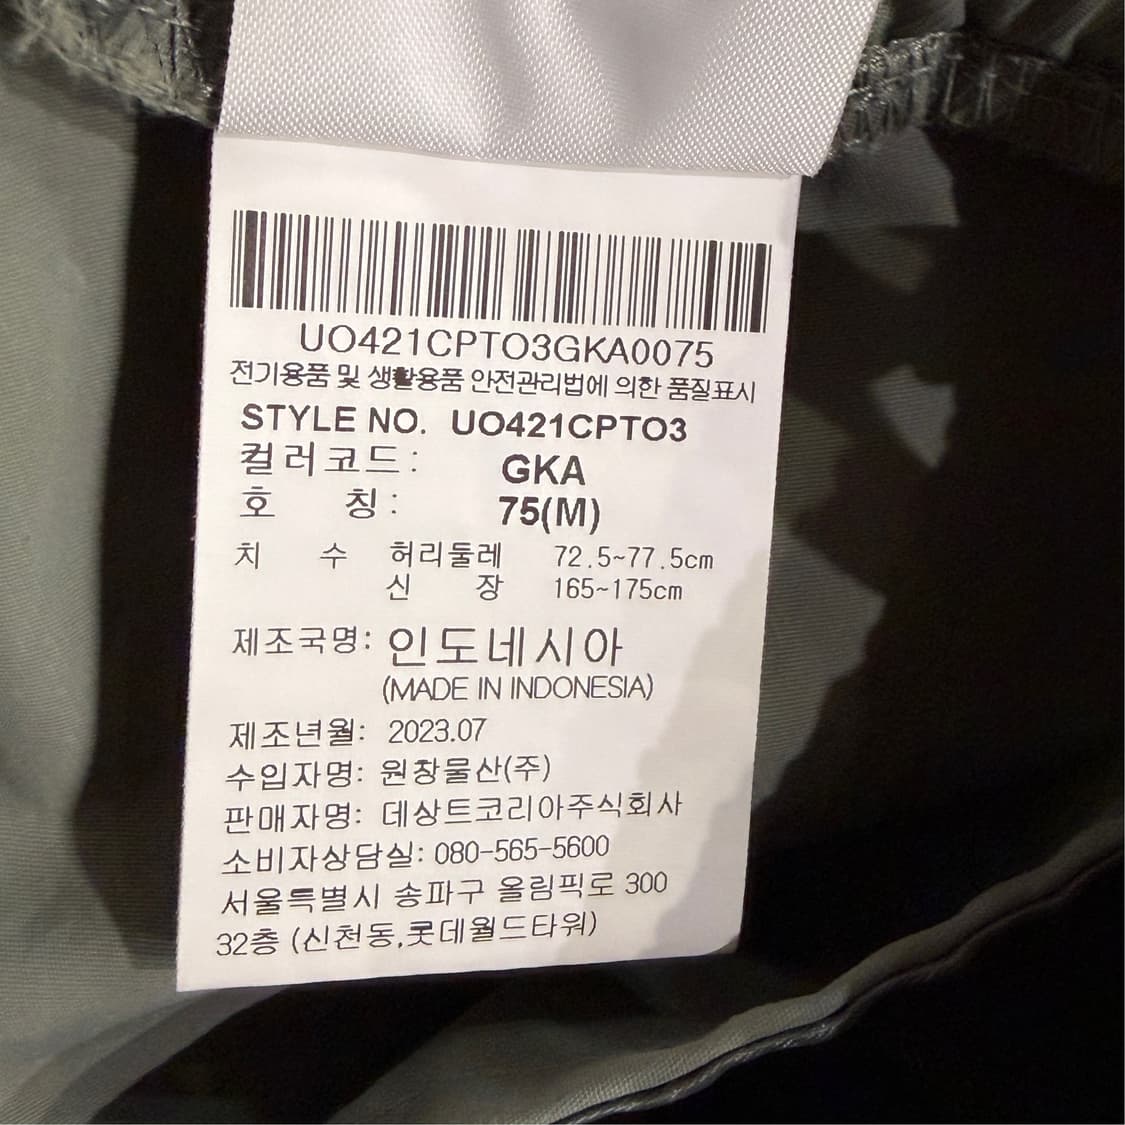 UO421CPTO3GKA0075
전기용품 및 생활용품 안전관리법에 의한 품질표시
STYLE NO. UO421CPTO3
컬러코드: GKA
호 칭: 75(M)
치 수 허리둘레 72.5~77.5cm
신 장 165~175cm
제조국명: 인도네시아
(MADE IN INDONESIA)
제조년월: 2023.07
수입자명: 원창물산(주)
판매자명: 데상트코리아주식회사
소비자상담실: 080-565-5600
서울특별시 송파구 올림픽로 300
32층 (신천동,롯데월드타워)